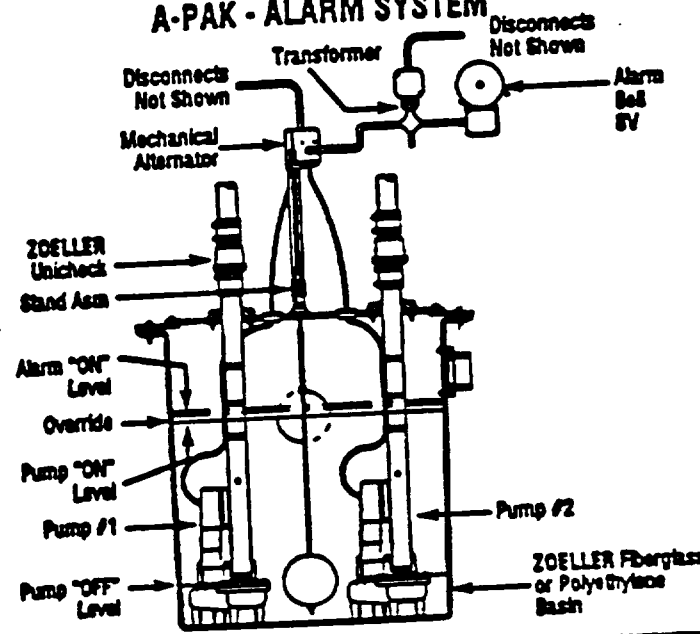 A-PAK - ALARM SYSTEM
Disconnects
Not Shown
Transformer
Disconnects
Not Shown
Alarm
Bell
6V
Mechanical
Alternator
ZOELLER
Unicheck
Stand Asm
Alarm "ON"
Level
Override
Pump "ON"
Level
Pump #1
Pump #2
Pump "OFF"
Level
ZOELLER Fiberglass
or Polyethylene
Basin